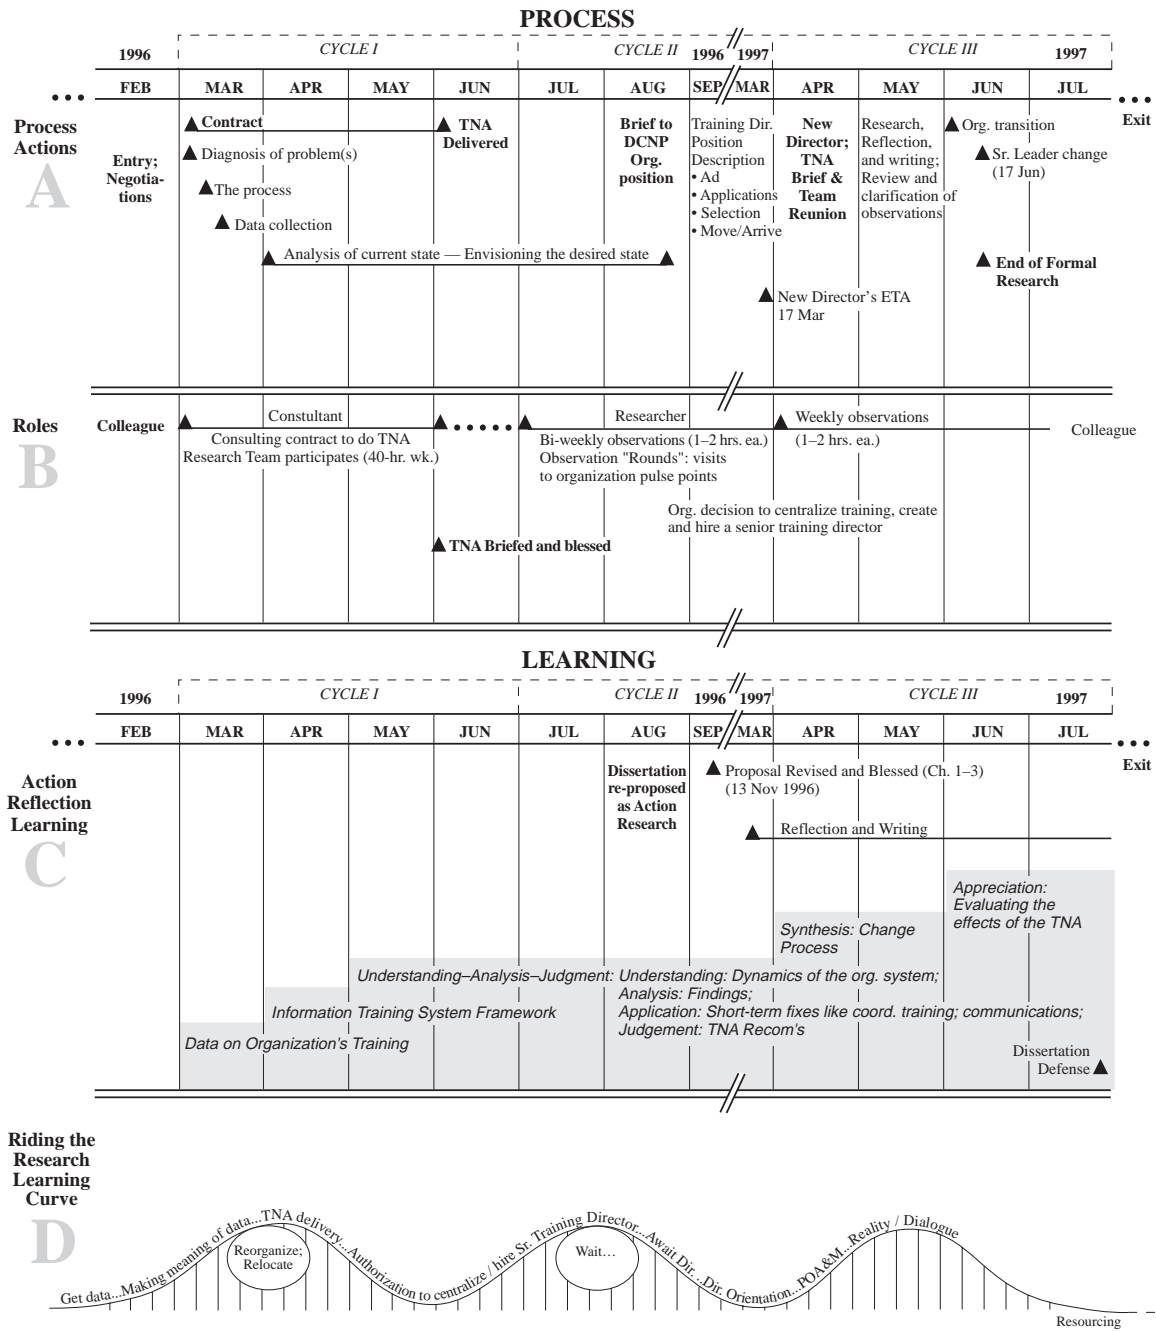 PROCESS
1996
CYCLE I
CYCLE II
1996
1997
CYCLE III
1997
FEB
MAR
APR
MAY
JUN
JUL
AUG
SEP
MAR
APR
MAY
JUN
JUL
•••
•••
Exit
Process
Actions
A
Entry;
Negotia-
tions
Contract
TNA
Delivered
Diagnosis of problem(s)
The process
Data collection
Analysis of current state — Envisioning the desired state
Brief to
DCNP
Org.
position
Training Dir.
Position
Description
• Ad
• Applications
• Selection
• Move/Arrive
New
Director;
TNA
Brief &
Team
Reunion
Research,
Reflection,
and writing;
Review and
clarification of
observations
Org. transition
Sr. Leader change
(17 Jun)
End of Formal
Research
New Director's ETA
17 Mar
Roles
B
Colleague
Constultant
Consulting contract to do TNA
Research Team participates (40-hr. wk.)
Researcher
Bi-weekly observations (1–2 hrs. ea.)
Observation "Rounds": visits
to organization pulse points
Weekly observations
(1–2 hrs. ea.)
Colleague
Org. decision to centralize training, create
and hire a senior training director
TNA Briefed and blessed
LEARNING
1996
CYCLE I
CYCLE II
1996
1997
CYCLE III
1997
FEB
MAR
APR
MAY
JUN
JUL
AUG
SEP
MAR
APR
MAY
JUN
JUL
•••
•••
Exit
Action
Reflection
Learning
C
Dissertation
re-proposed
as Action
Research
Proposal Revised and Blessed (Ch. 1–3)
(13 Nov 1996)
Reflection and Writing
Appreciation:
Evaluating the
effects of the TNA
Synthesis: Change
Process
Understanding–Analysis–Judgment: Understanding: Dynamics of the org. system;
Analysis: Findings;
Application: Short-term fixes like coord. training; communications;
Judgement: TNA Recom's
Information Training System Framework
Data on Organization's Training
Dissertation
Defense
Riding the
Research
Learning
Curve
D
Get data...Making meaning of data...TNA delivery...Authorization to centralize / hire Sr. Training Director...Await Dir...Dir. Orientation...POA&M...Reality / Dialogue
Reorganize;
Relocate
Wait…
Resourcing